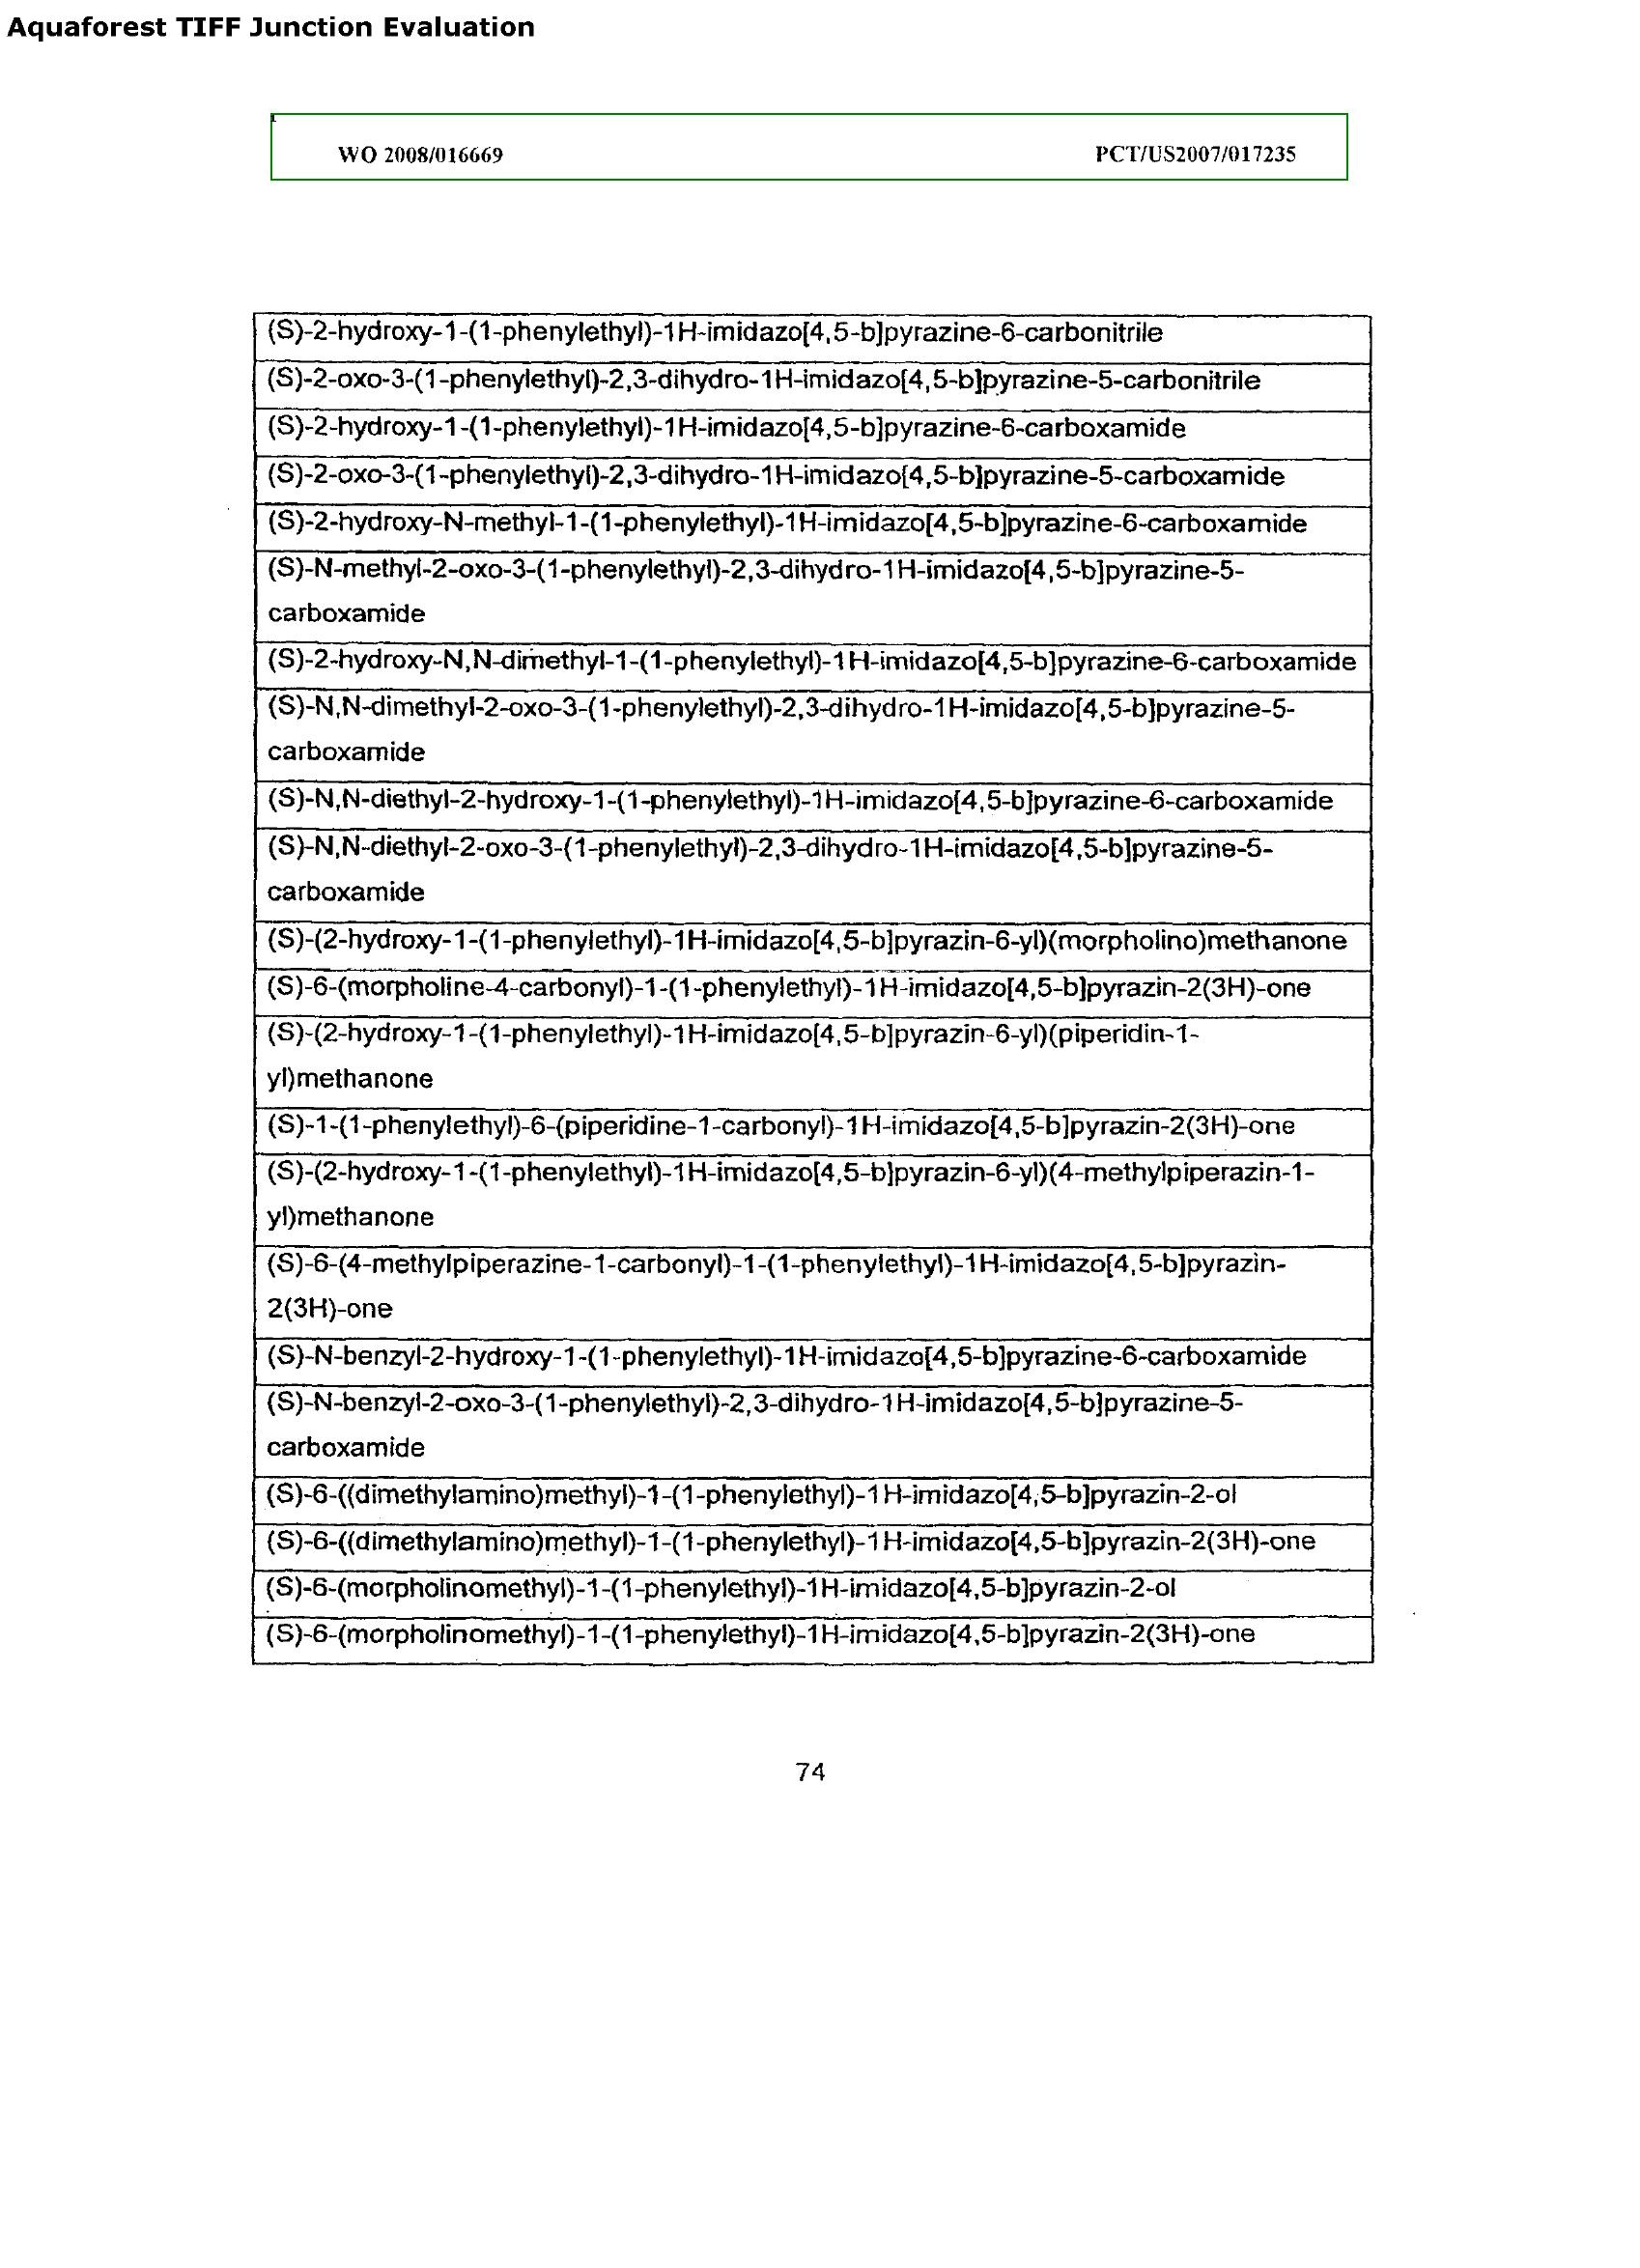 Aquaforest TIFF Junction Evaluation
WO 2008/016669 PCT/US2007/017235
(S)-2-hydroxy-1-(1-phenylethyl)-1H-imidazo[4,5-b]pyrazine-6-carbonitrile
(S)-2-oxo-3-(1-phenylethyl)-2,3-dihydro-1H-imidazo[4,5-b]pyrazine-5-carbonitrile
(S)-2-hydroxy-1-(1-phenylethyl)-1H-imidazo[4,5-b]pyrazine-6-carboxamide
(S)-2-oxo-3-(1-phenylethyl)-2,3-dihydro-1H-imidazo[4,5-b]pyrazine-5-carboxamide
(S)-2-hydroxy-N-methyl-1-(1-phenylethyl)-1H-imidazo[4,5-b]pyrazine-6-carboxamide
(S)-N-methyl-2-oxo-3-(1-phenylethyl)-2,3-dihydro-1H-imidazo[4,5-b]pyrazine-5-
carboxamide
(S)-2-hydroxy-N,N-dimethyl-1-(1-phenylethyl)-1H-imidazo[4,5-b]pyrazine-6-carboxamide
(S)-N,N-dimethyl-2-oxo-3-(1-phenylethyl)-2,3-dihydro-1H-imidazo[4,5-b]pyrazine-5-
carboxamide
(S)-N,N-diethyl-2-hydroxy-1-(1-phenylethyl)-1H-imidazo[4,5-b]pyrazine-6-carboxamide
(S)-N,N-diethyl-2-oxo-3-(1-phenylethyl)-2,3-dihydro-1H-imidazo[4,5-b]pyrazine-5-
carboxamide
(S)-(2-hydroxy-1-(1-phenylethyl)-1H-imidazo[4,5-b]pyrazin-6-yl)(morpholino)methanone
(S)-6-(morpholine-4-carbonyl)-1-(1-phenylethyl)-1H-imidazo[4,5-b]pyrazin-2(3H)-one
(S)-(2-hydroxy-1-(1-phenylethyl)-1H-imidazo[4,5-b]pyrazin-6-yl)(piperidin-1-
yl)methanone
(S)-1-(1-phenylethyl)-6-(piperidine-1-carbonyl)-1H-imidazo[4,5-b]pyrazin-2(3H)-one
(S)-(2-hydroxy-1-(1-phenylethyl)-1H-imidazo[4,5-b]pyrazin-6-yl)(4-methylpiperazin-1-
yl)methanone
(S)-6-(4-methylpiperazine-1-carbonyl)-1-(1-phenylethyl)-1H-imidazo[4,5-b]pyrazin-
2(3H)-one
(S)-N-benzyl-2-hydroxy-1-(1-phenylethyl)-1H-imidazo[4,5-b]pyrazine-6-carboxamide
(S)-N-benzyl-2-oxo-3-(1-phenylethyl)-2,3-dihydro-1H-imidazo[4,5-b]pyrazine-5-
carboxamide
(S)-6-((dimethylamino)methyl)-1-(1-phenylethyl)-1H-imidazo[4,5-b]pyrazin-2-ol
(S)-6-((dimethylamino)methyl)-1-(1-phenylethyl)-1H-imidazo[4,5-b]pyrazin-2(3H)-one
(S)-6-(morpholinomethyl)-1-(1-phenylethyl)-1H-imidazo[4,5-b]pyrazin-2-ol
(S)-6-(morpholinomethyl)-1-(1-phenylethyl)-1H-imidazo[4,5-b]pyrazin-2(3H)-one
74